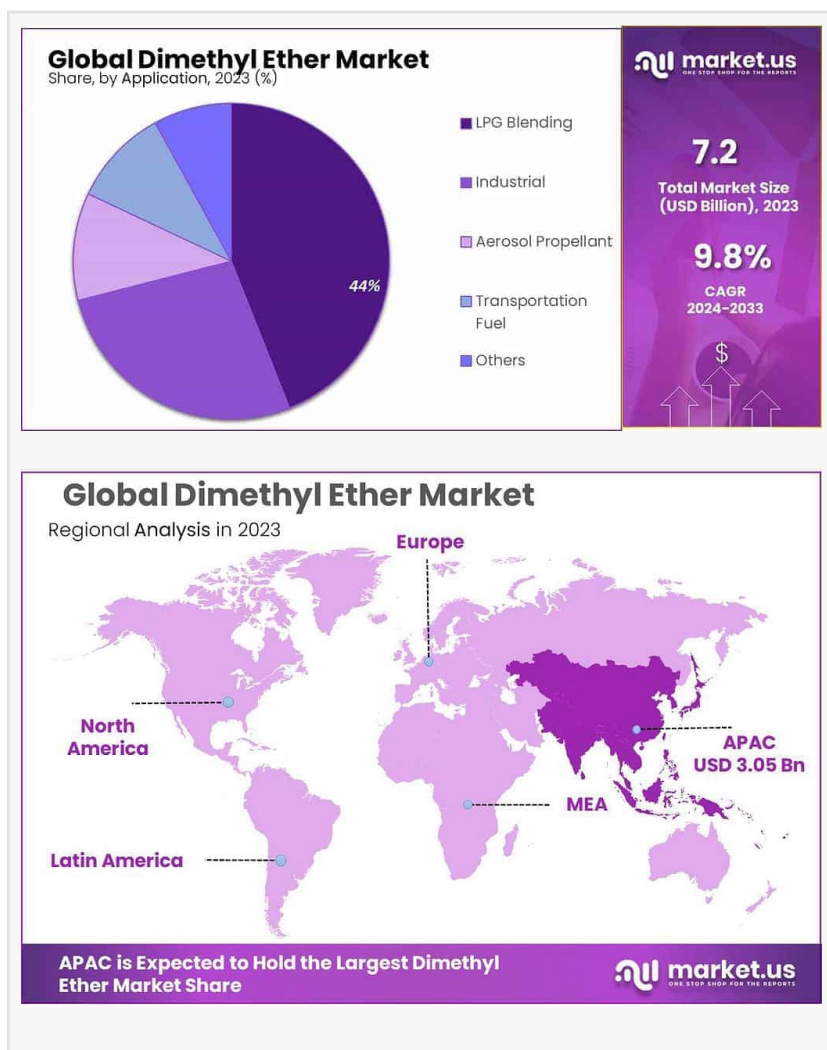 Global Dimethyl Ether Market
Share, by Application, 2023 (%)
44%
LPG Blending
Industrial
Aerosol Propellant
Transportation
Fuel
Others
market.us
ONE STOP SHOP FOR THE REPORTS
7.2
Total Market Size
(USD Billion), 2023
9.8%
CAGR
2024-2033
$
Global Dimethyl Ether Market
Regional Analysis in 2023
Europe
North
America
APAC
USD 3.05 Bn
MEA
Latin America
APAC is Expected to Hold the Largest Dimethyl
Ether Market Share
market.us
ONE STOP SHOP FOR THE REPORTS